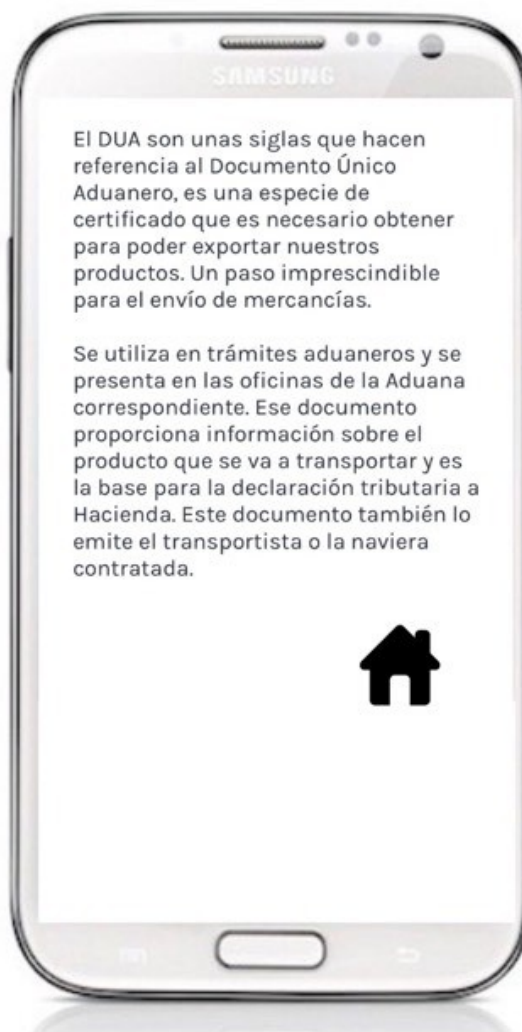 SAMSUNG
El DUA son unas siglas que hacen
referencia al Documento Único
Aduanero, es una especie de
certificado que es necesario obtener
para poder exportar nuestros
productos. Un paso imprescindible
para el envío de mercancías.
Se utiliza en trámites aduaneros y se
presenta en las oficinas de la Aduana
correspondiente. Ese documento
proporciona información sobre el
producto que se va a transportar y es
la base para la declaración tributaria a
Hacienda. Este documento también lo
emite el transportista o la naviera
contratada.